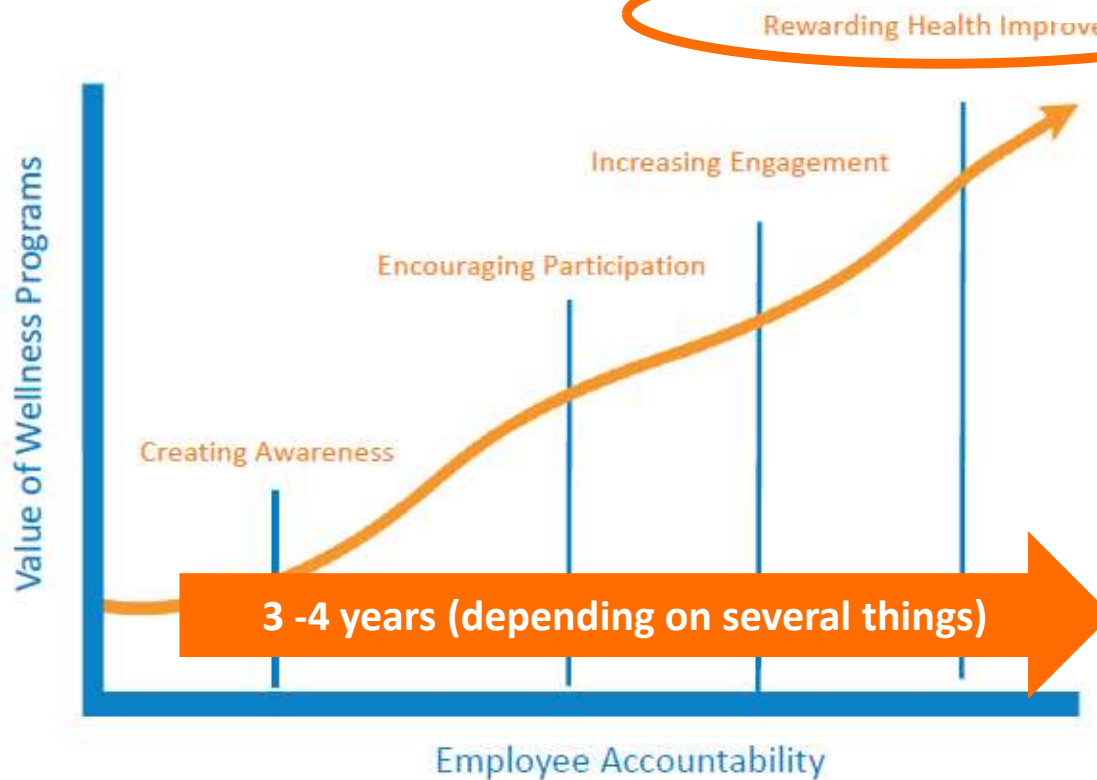 Rewarding Health Improve
Increasing Engagement
Encouraging Participation
Creating Awareness
Value of Wellness Programs
3 -4 years (depending on several things)
Employee Accountability